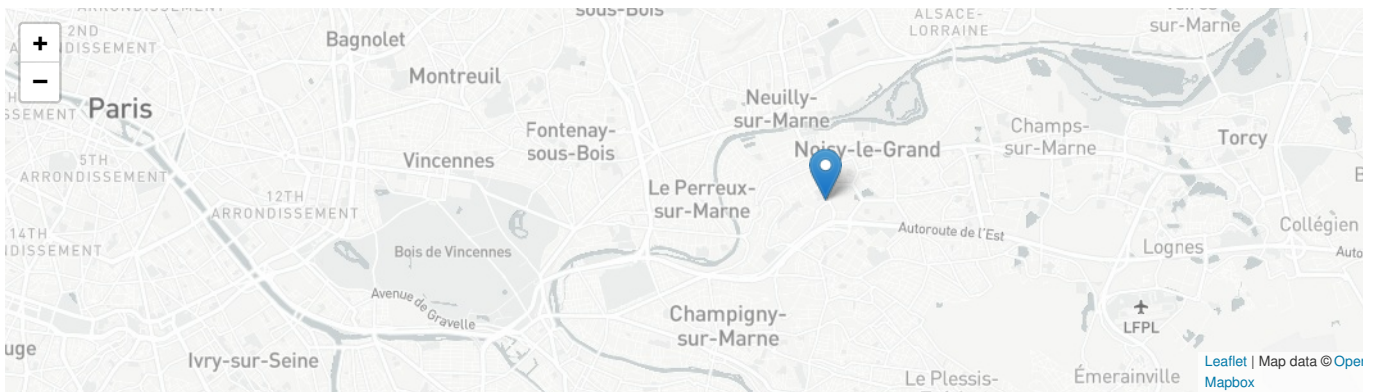 +
−
2ND
ARRONDISSEMENT
Paris
5TH
ARRONDISSEMENT
12TH
ARRONDISSEMENT
14TH
Bagnolet
Montreuil
Vincennes
Bois de Vincennes
Avenue de Gravelle
Ivry-sur-Seine
sous-Bois
Fontenay-
sous-Bois
Le Perreux-
sur-Marne
Neuilly-
sur-Marne
Noisy-le-Grand
Champigny-
sur-Marne
ALSACE-
LORRAINE
sur-Marne
Champs-
sur-Marne
Torcy
Autoroute de l'Est
Lognes
Collégien
LFPL
Le Plessis-
Émerainville
Leaflet | Map data © Oper
Mapbox